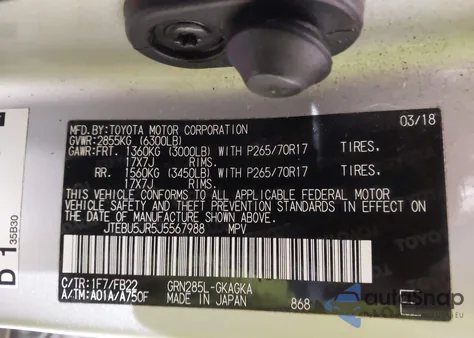 MFD. BY: TOYOTA MOTOR CORPORATION 03/18
GVWR: 2855KG (6300LB)
GAWR: FRT. 1360KG (3000LB) WITH P265/70R17 TIRES.
17X7J RIMS.
RR. 1560KG (3450LB) WITH P265/70R17 TIRES.
17X7J RIMS.
THIS VEHICLE CONFORMS TO ALL APPLICABLE FEDERAL MOTOR
VEHICLE SAFETY AND THEFT PREVENTION STANDARDS IN
EFFECT ON THE DATE OF MANUFACTURE SHOWN ABOVE.
JTEBU5JR5J5567988 MPV
C/TR: 1F7/FB22 GRN285L-GKAGKA
A/TM: A01A/A750F MADE IN JAPAN 868
D 1
35B30
autosnap